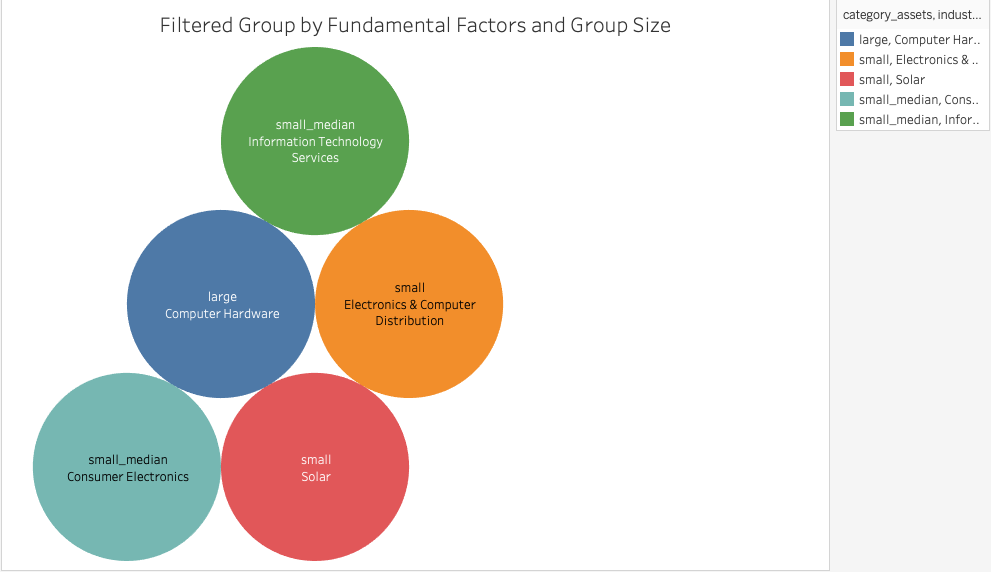 Filtered Group by Fundamental Factors and Group Size
small_median
Information Technology
Services
large
Computer Hardware
small
Electronics & Computer
Distribution
small_median
Consumer Electronics
small
Solar
category_assets, indust...
large, Computer Har..
small, Electronics & ..
small, Solar
small_median, Cons..
small_median, Infor..